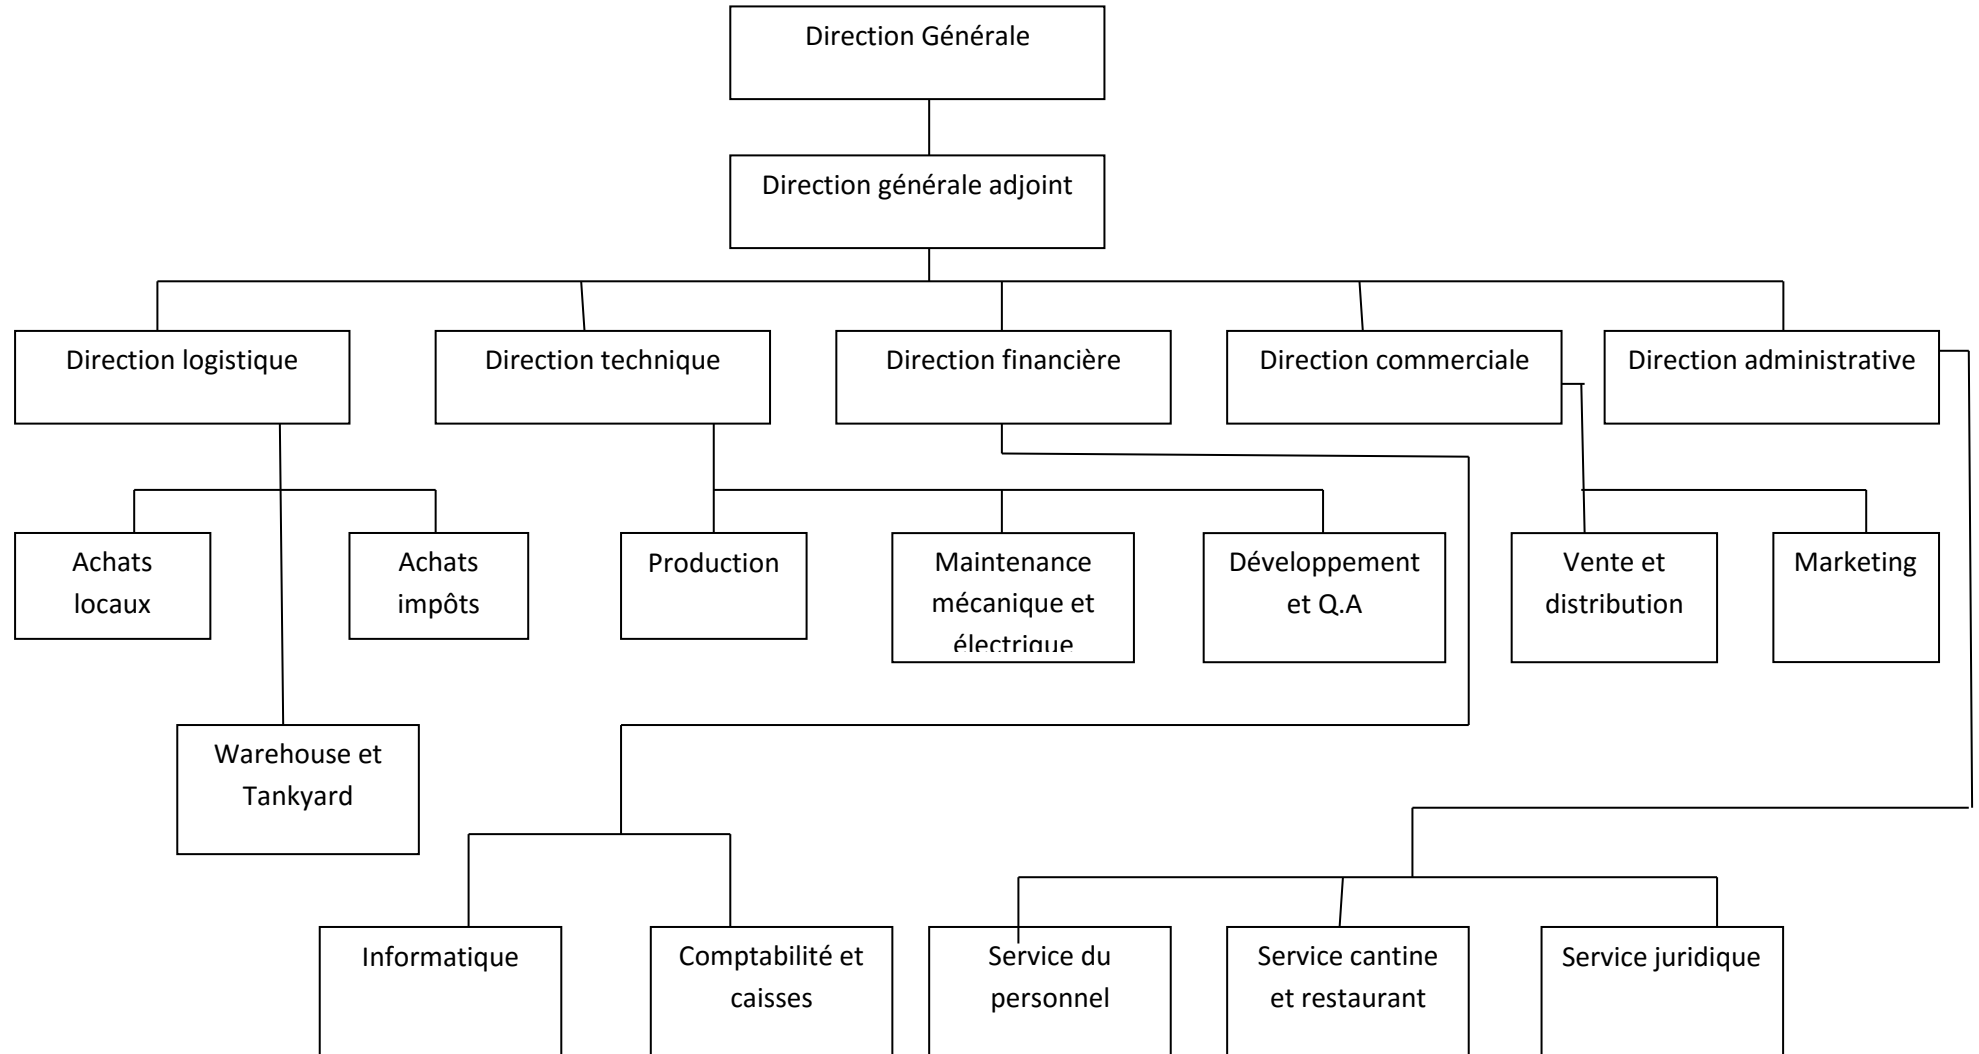 Direction Générale
Direction générale adjoint
Direction logistique
Direction technique
Direction financière
Direction commerciale
Direction administrative
Achats
locaux
Achats
impôts
Production
Maintenance
mécanique et
électrique
Développement
et Q.A
Vente et
distribution
Marketing
Warehouse et
Tankyard
Informatique
Comptabilité et
caisses
Service du
personnel
Service cantine
et restaurant
Service juridique